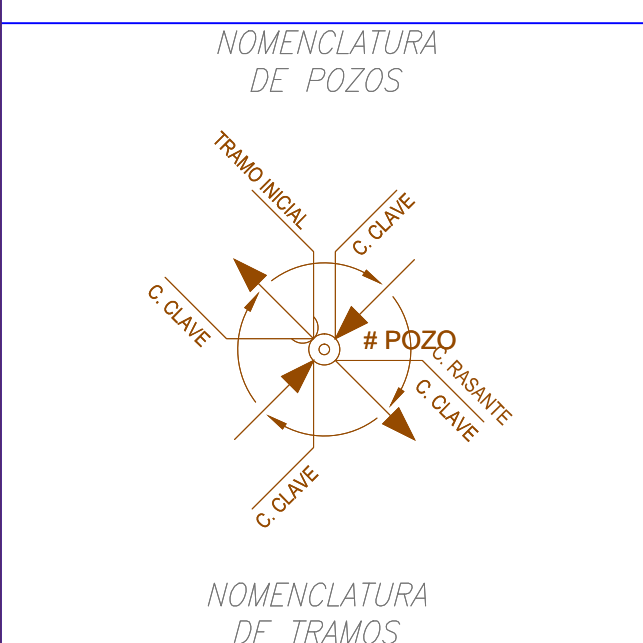 NOMENCLATURA
DE POZOS
TRAMO INICIAL
C. CLAVE
C. CLAVE
# POZO
C. RASANTE
C. CLAVE
C. CLAVE
NOMENCLATURA
DE TRAMOS